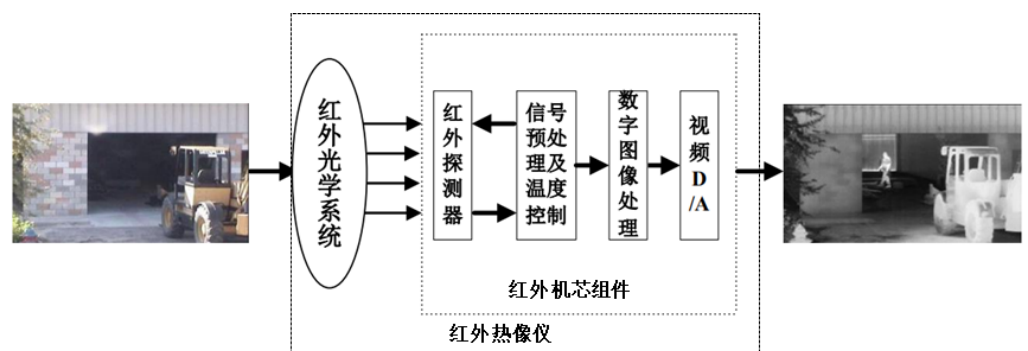 红外光学系统
红外探测器
信号
预处
理及
温度
控制
数字图像处理
视频
D
/A
红外机芯组件
红外热像仪